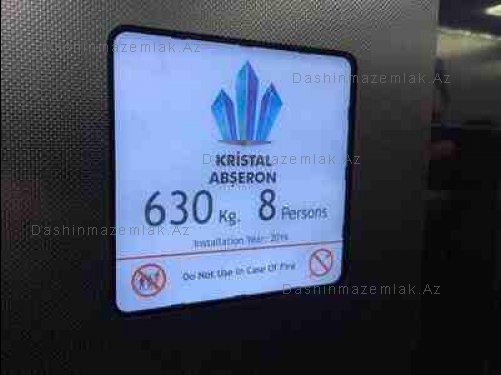 Dashinmazemlak.Az
Dashinmazemlak.Az
KRİSTAL
Dashinmazemlak.Az
ABŞERON
630 Kg. 8 Persons
Dashinmazemlak.Az
Installation Year:
Do Not Use In Case Of Fire
Dashinmazemlak.Az